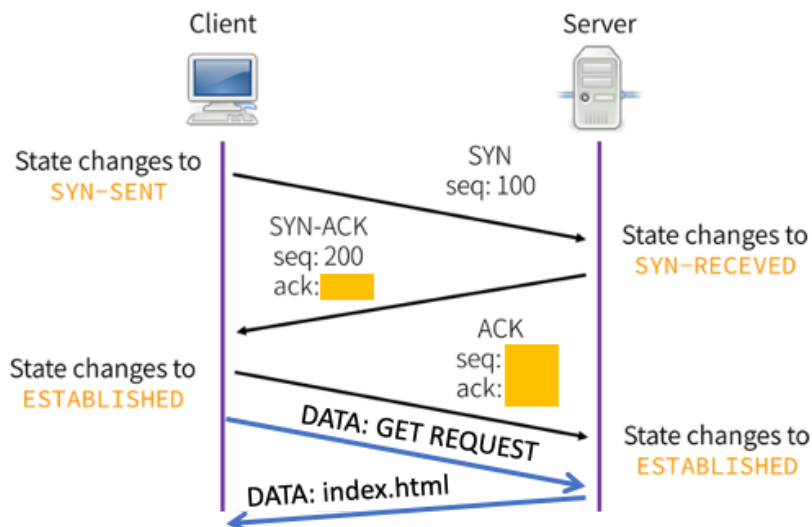 Client
Server
State changes to
SYN-SENT
SYN
seq: 100
SYN-ACK
seq: 200
ack:
State changes to
SYN-RECEVED
ACK
seq:
ack:
State changes to
ESTABLISHED
DATA: GET REQUEST
State changes to
ESTABLISHED
DATA: index.html